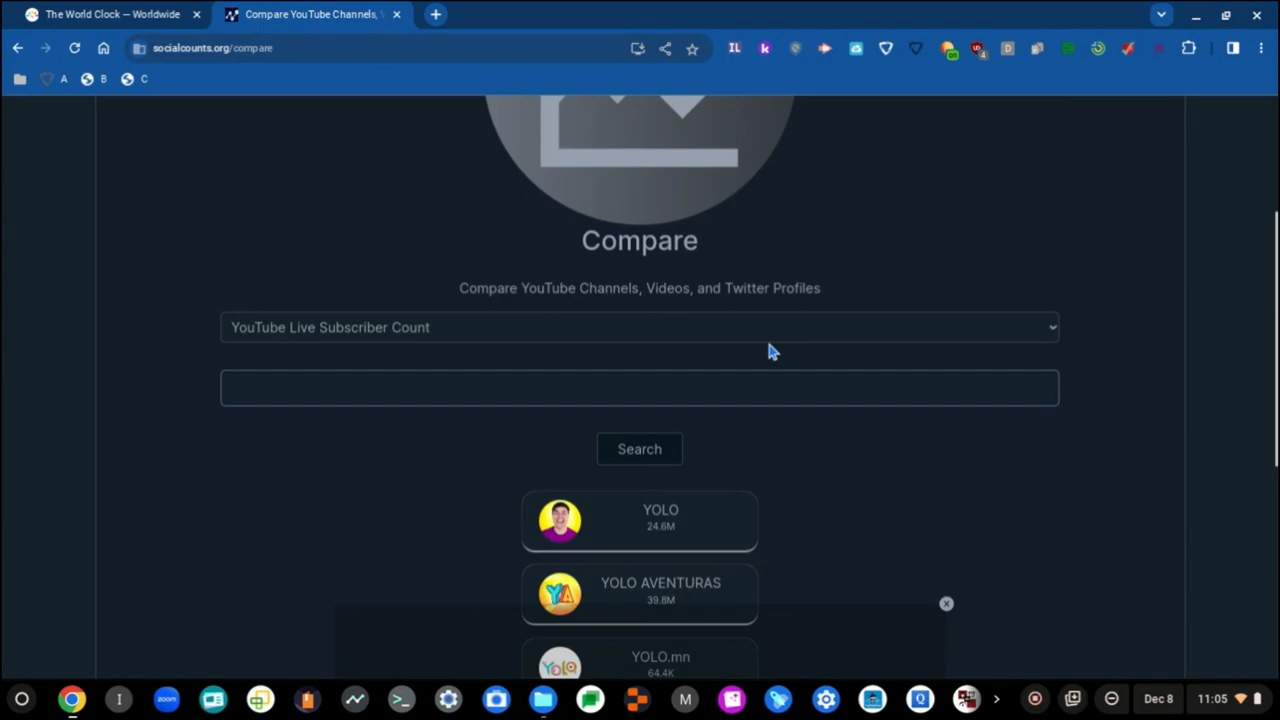 The World Clock — Worldwide
Compare YouTube Channels, V
socialcounts.org/compare
A B C
Compare
Compare YouTube Channels, Videos, and Twitter Profiles
YouTube Live Subscriber Count
Search
YOLO
24.6M
YOLO AVENTURAS
39.8M
YOLO.mn
64.4K
Dec 8 11:05